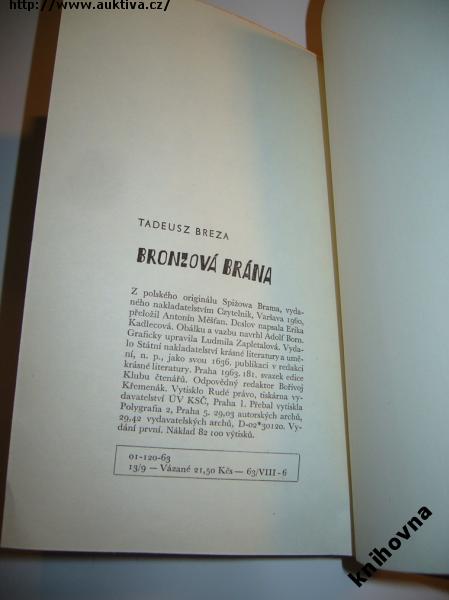 http://www.auktiva.cz/
TADEUSZ BREZA
BRONZOVÁ BRÁNA
Z polského originálu Spiżowa Brama, vyda-
ného nakladatelstvím Czytelnik, Varšava 1960,
přeložil Antonín Měšťan. Doslov napsala Erika
Kadlecová. Obálku a vazbu navrhl Adolf Born.
Graficky upravila Ludmila Zapletalová. Vyda-
lo Státní nakladatelství krásné literatury a umě-
ní, n. p., jako svou 1636. publikaci v redakci
krásné literatury. Praha 1963. 181. svazek edice
Klubu čtenářů. Odpovědný redaktor Bořivoj
Křemenák. Vytisklo Rudé právo, tiskárna vy-
davatelství ÚV KSČ, Praha 1. Přebal vytiskla
Polygrafia 2, Praha 5. 29,03 autorských archů,
29,42 vydavatelských archů, D-02*30120. Vy-
dání první. Náklad 82 100 výtisků.
01-120-63
13/9 — Vázané 21,50 Kčs — 63/VIII-6
knihovna